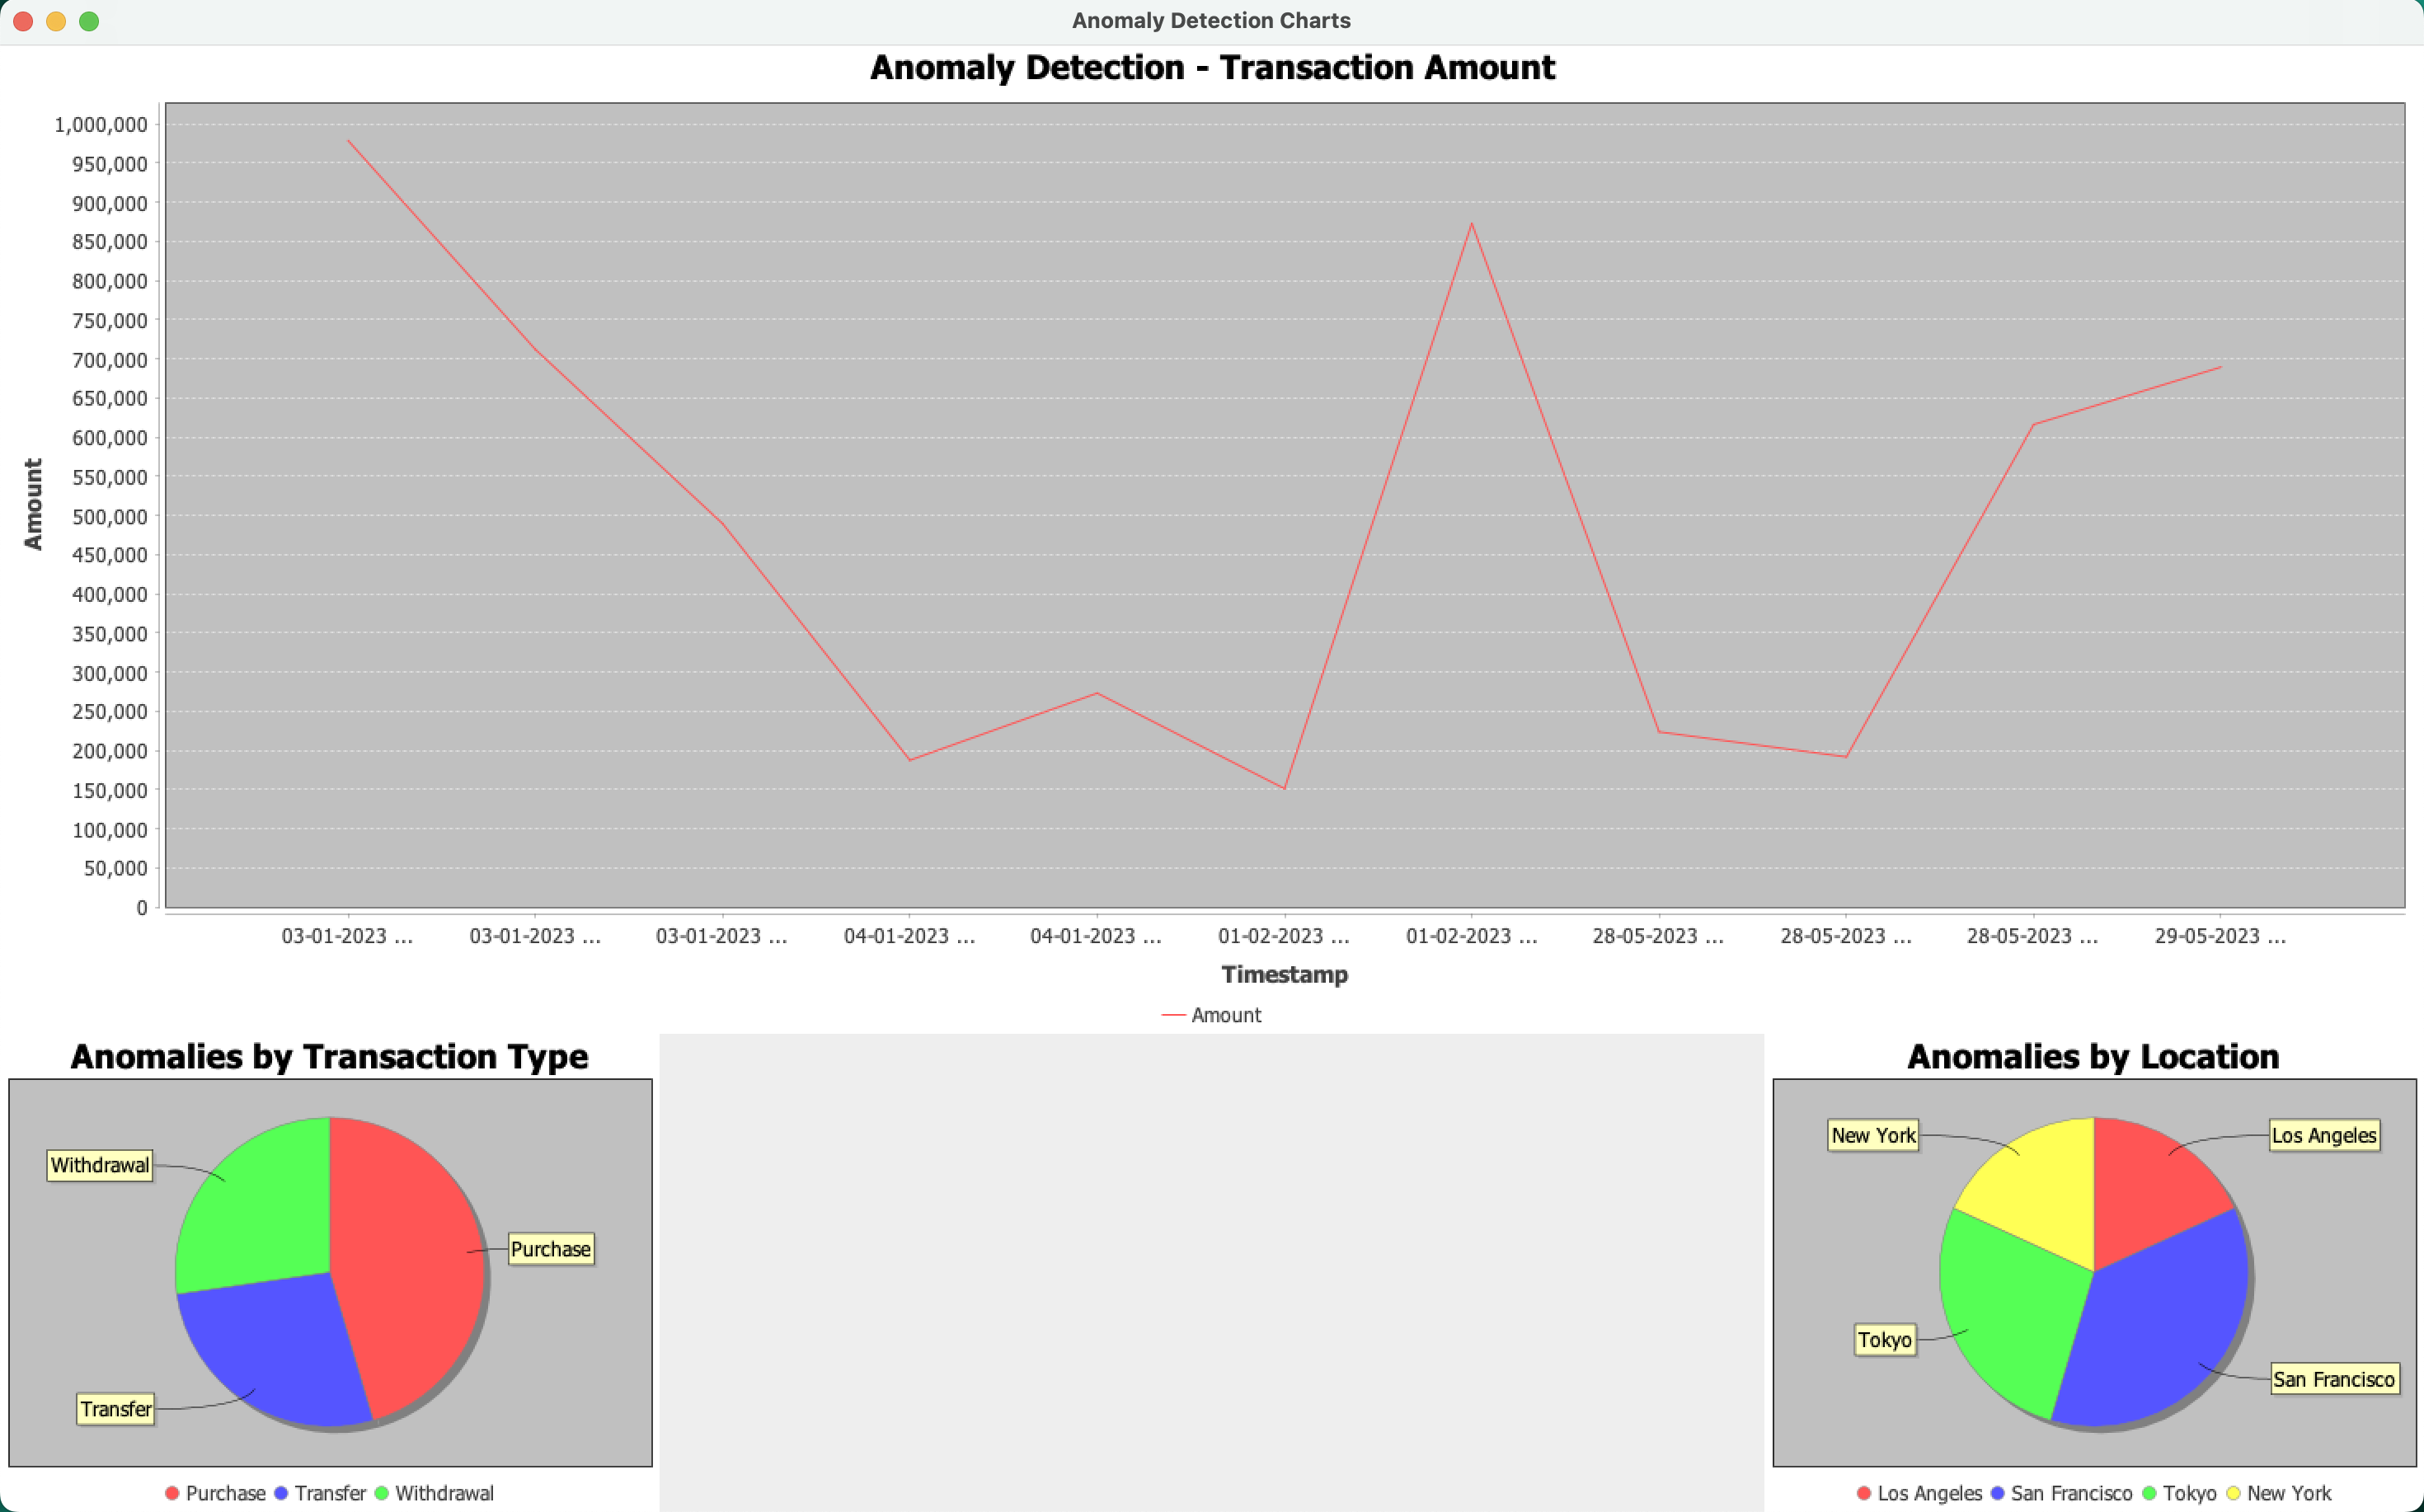 Anomaly Detection Charts
Anomaly Detection - Transaction Amount
1,000,000
950,000
900,000
850,000
800,000
750,000
700,000
650,000
600,000
550,000
500,000
450,000
400,000
350,000
300,000
250,000
200,000
150,000
100,000
50,000
0
Amount
03-01-2023 ... 03-01-2023 ... 03-01-2023 ... 04-01-2023 ... 04-01-2023 ... 01-02-2023 ... 01-02-2023 ... 28-05-2023 ... 28-05-2023 ... 28-05-2023 ... 29-05-2023 ...
Timestamp
Amount
Anomalies by Transaction Type
Withdrawal
Purchase
Transfer
Purchase Transfer Withdrawal
Anomalies by Location
New York
Los Angeles
Tokyo
San Francisco
Los Angeles San Francisco Tokyo New York